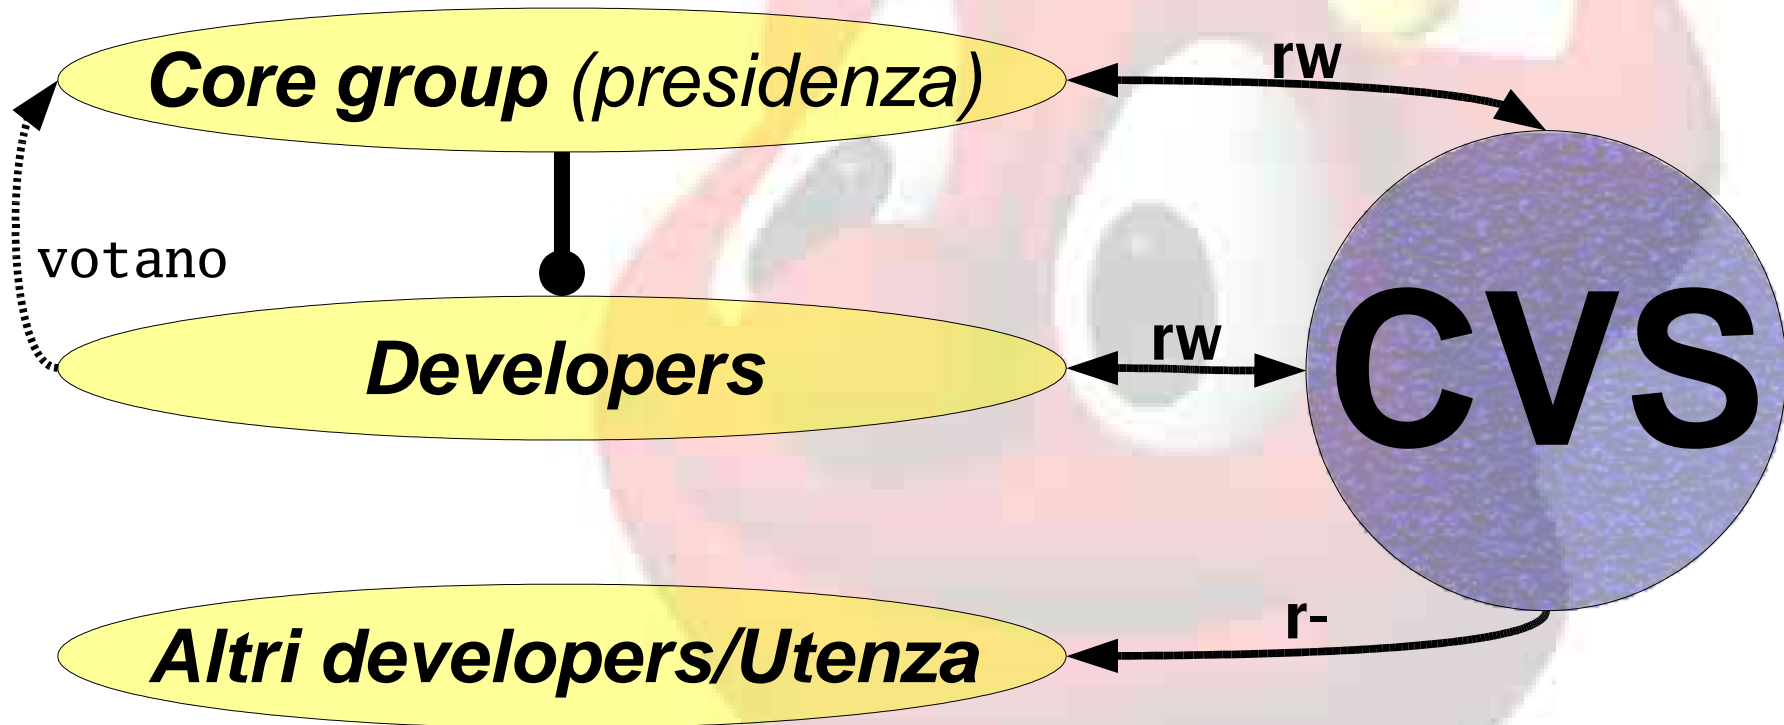 Core group (presidenza)
rw
votano
Developers
rw
CVS
Altri developers/Utenza
r-